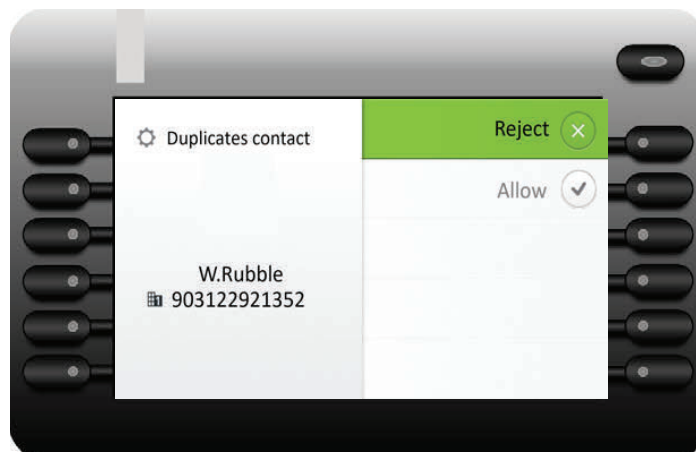 Duplicates contact
Reject
Allow
W.Rubble
903122921352